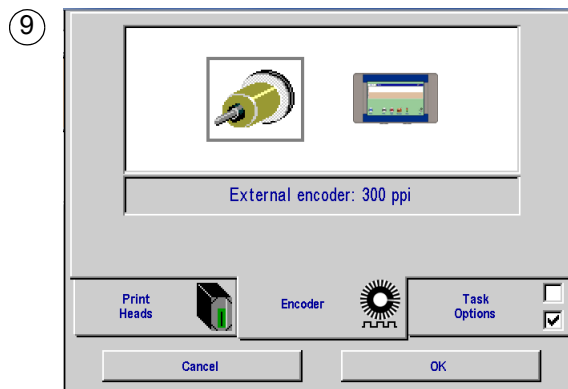 9
External encoder: 300 ppi
Print
Heads
Encoder
Task
Options
Cancel
OK